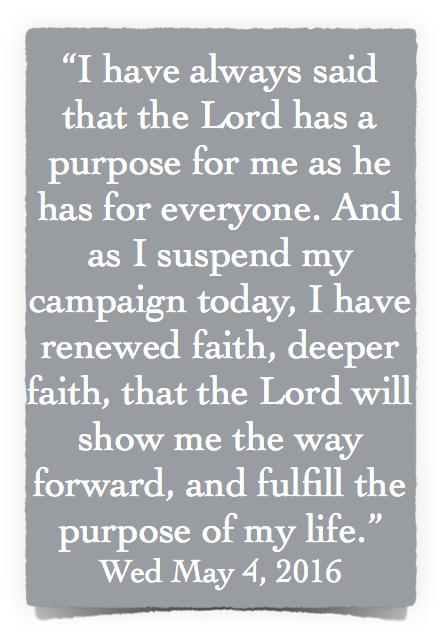 “I have always said
that the Lord has a
purpose for me as he
has for everyone. And
as I suspend my
campaign today, I have
renewed faith, deeper
faith, that the Lord will
show me the way
forward, and fulfill the
purpose of my life.”
Wed May 4, 2016